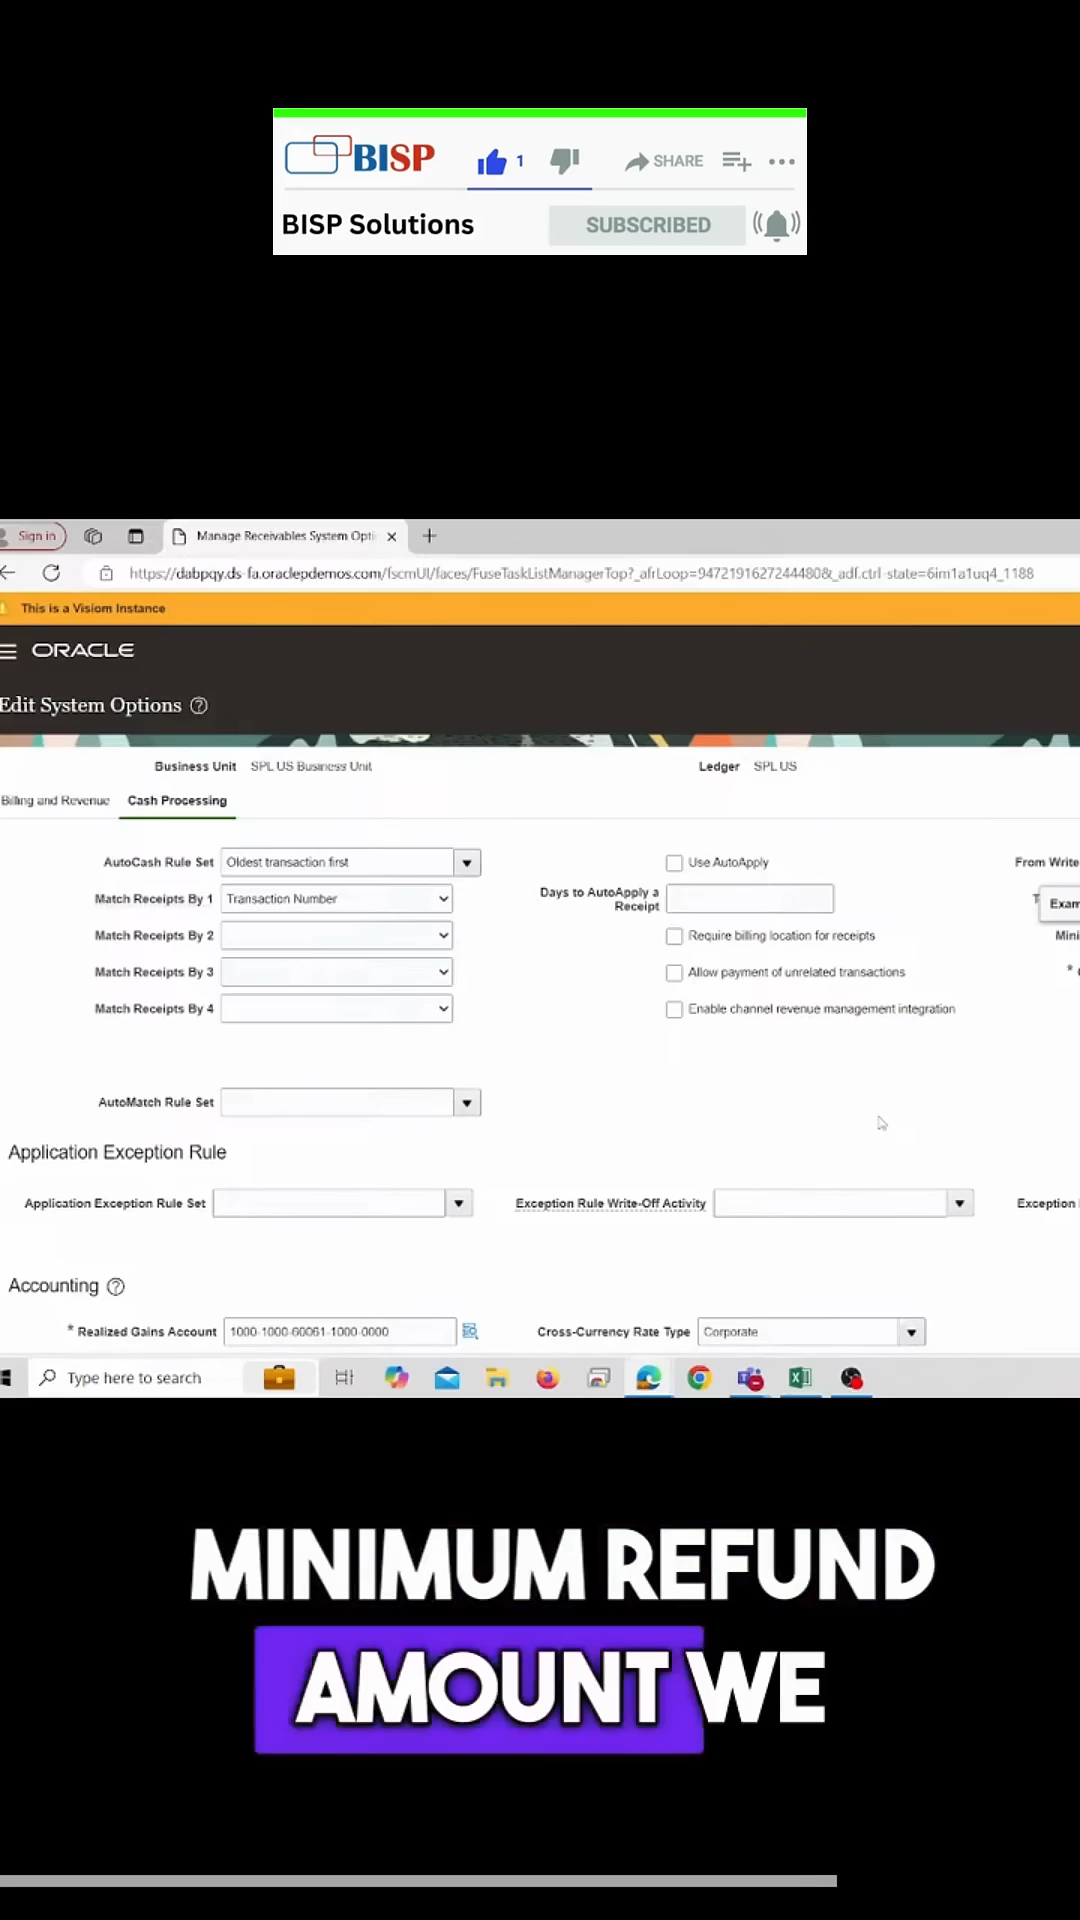 BISP
1
SHARE
BISP Solutions
SUBSCRIBED
Sign in
Manage Receivables System Opti
https://dabpqy.ds-fa.oraclepdemos.com/fscmUI/faces/FuseTaskListManagerTop?_afrLoop=94721916272444480&_adf.ctrl-state=6im1a1uq4_1188
This is a Visiom Instance
ORACLE
Edit System Options
Business Unit SPL US Business Unit Ledger SPL US
Billing and Revenue Cash Processing
AutoCash Rule Set Oldest transaction first Use AutoApply From Write
Match Receipts By 1 Transaction Number Days to AutoApply a Receipt Exam
Match Receipts By 2 Require billing location for receipts Mini
Match Receipts By 3 Allow payment of unrelated transactions *
Match Receipts By 4 Enable channel revenue management integration
AutoMatch Rule Set
Application Exception Rule
Application Exception Rule Set Exception Rule Write-Off Activity Exception
Accounting
* Realized Gains Account 1000-1000-60061-1000-0000 Cross-Currency Rate Type Corporate
Type here to search
MINIMUM REFUND
AMOUNT WE